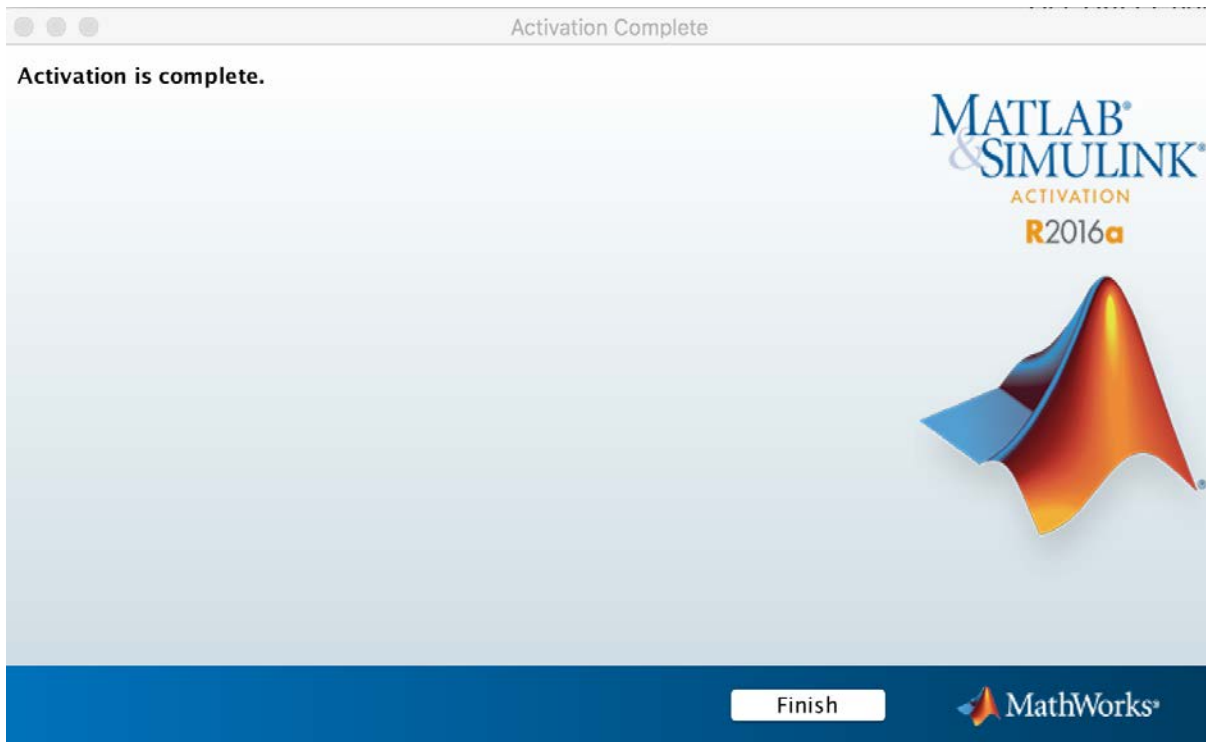 Activation Complete
Activation is complete.
MATLAB®
&SIMULINK®
ACTIVATION
R2016a
®
Finish
MathWorks®